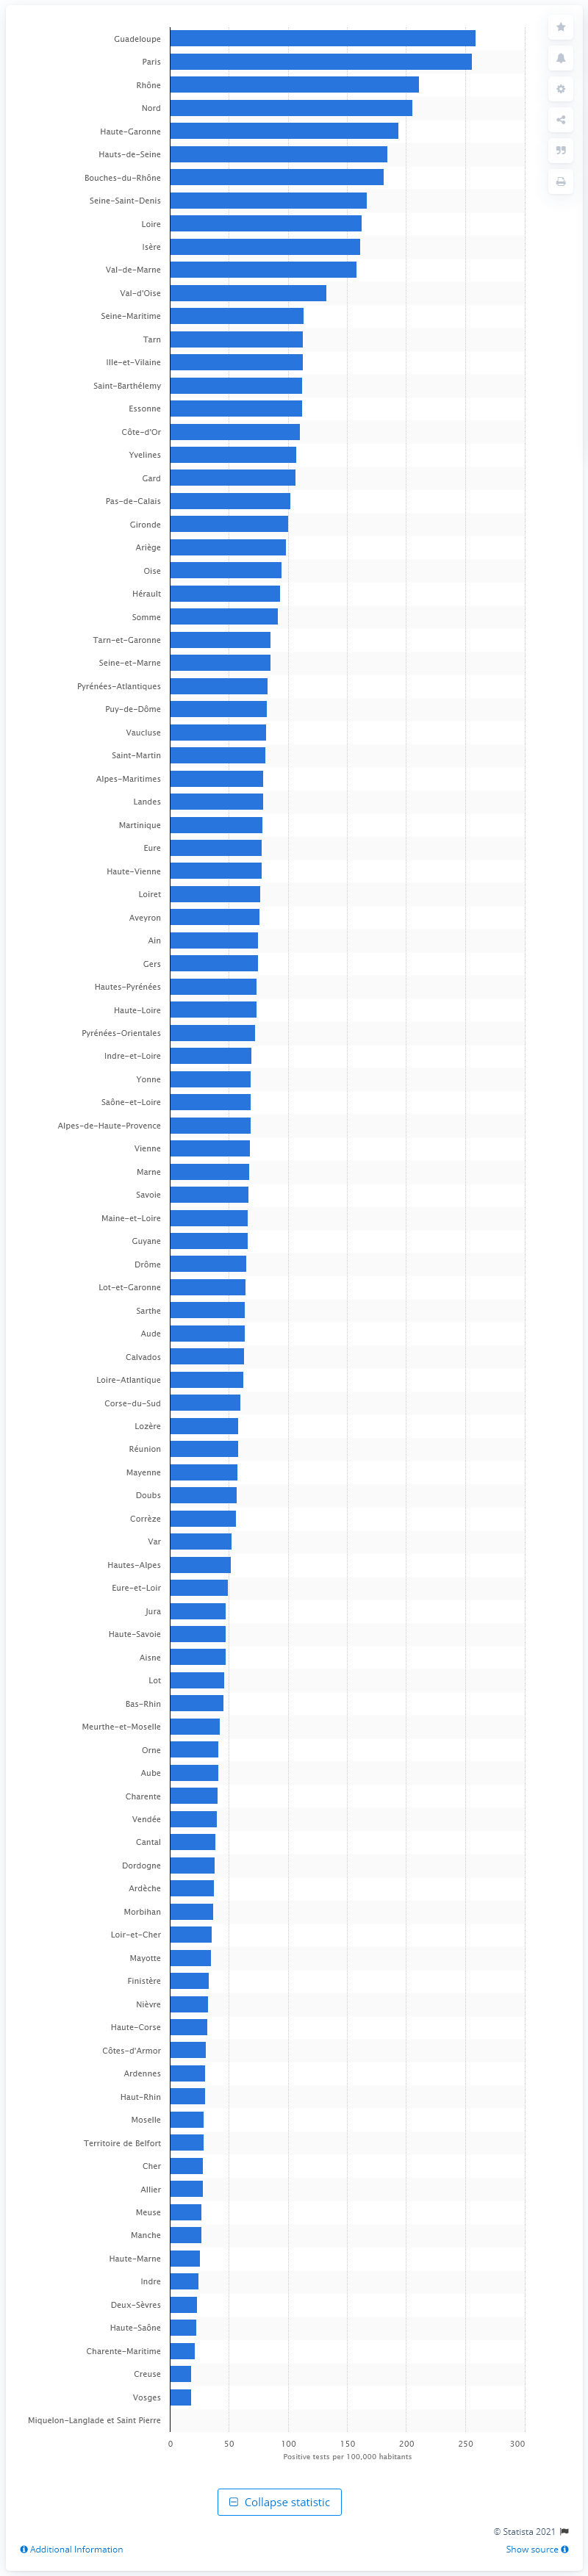 Guadeloupe
Paris
Rhône
Nord
Haute-Garonne
Hauts-de-Seine
Bouches-du-Rhône
Seine-Saint-Denis
Loire
Isère
Val-de-Marne
Val-d'Oise
Seine-Maritime
Tarn
Ille-et-Vilaine
Saint-Barthélemy
Essonne
Côte-d'Or
Yvelines
Gard
Pas-de-Calais
Gironde
Ariège
Oise
Hérault
Somme
Tarn-et-Garonne
Seine-et-Marne
Pyrénées-Atlantiques
Puy-de-Dôme
Vaucluse
Saint-Martin
Alpes-Maritimes
Landes
Martinique
Eure
Haute-Vienne
Loiret
Aveyron
Ain
Gers
Hautes-Pyrénées
Haute-Loire
Pyrénées-Orientales
Indre-et-Loire
Yonne
Saône-et-Loire
Alpes-de-Haute-Provence
Vienne
Marne
Savoie
Maine-et-Loire
Guyane
Drôme
Lot-et-Garonne
Sarthe
Aude
Calvados
Loire-Atlantique
Corse-du-Sud
Lozère
Réunion
Mayenne
Doubs
Corrèze
Var
Hautes-Alpes
Eure-et-Loir
Jura
Haute-Savoie
Aisne
Lot
Bas-Rhin
Meurthe-et-Moselle
Orne
Aube
Charente
Vendée
Cantal
Dordogne
Ardèche
Morbihan
Loir-et-Cher
Mayotte
Finistère
Nièvre
Haute-Corse
Côtes-d'Armor
Ardennes
Haut-Rhin
Moselle
Territoire de Belfort
Cher
Allier
Meuse
Manche
Haute-Marne
Indre
Deux-Sèvres
Haute-Saône
Charente-Maritime
Creuse
Vosges
Miquelon-Langlade et Saint Pierre
0 50 100 150 200 250 300
Positive tests per 100,000 habitants
Collapse statistic
© Statista 2021
Additional Information Show source